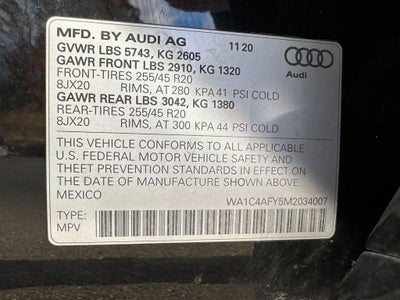 MFD. BY AUDI AG 11 20
GVWR LBS 5743, KG 2605
GAWR FRONT LBS 2910, KG 1320
FRONT-TIRES 255/45 R20
8JX20 RIMS, AT 280 KPA 41 PSI COLD
GAWR REAR LBS 3042, KG 1380
REAR-TIRES 255/45 R20
8JX20 RIMS, AT 300 KPA 44 PSI COLD
Audi
THIS VEHICLE CONFORMS TO ALL APPLICABLE
U.S. FEDERAL MOTOR VEHICLE SAFETY AND
THEFT PREVENTION STANDARDS IN EFFECT ON
THE DATE OF MANUFACTURE SHOWN ABOVE.
MEXICO WA1C4AFY5M2034007
TYPE:
MPV